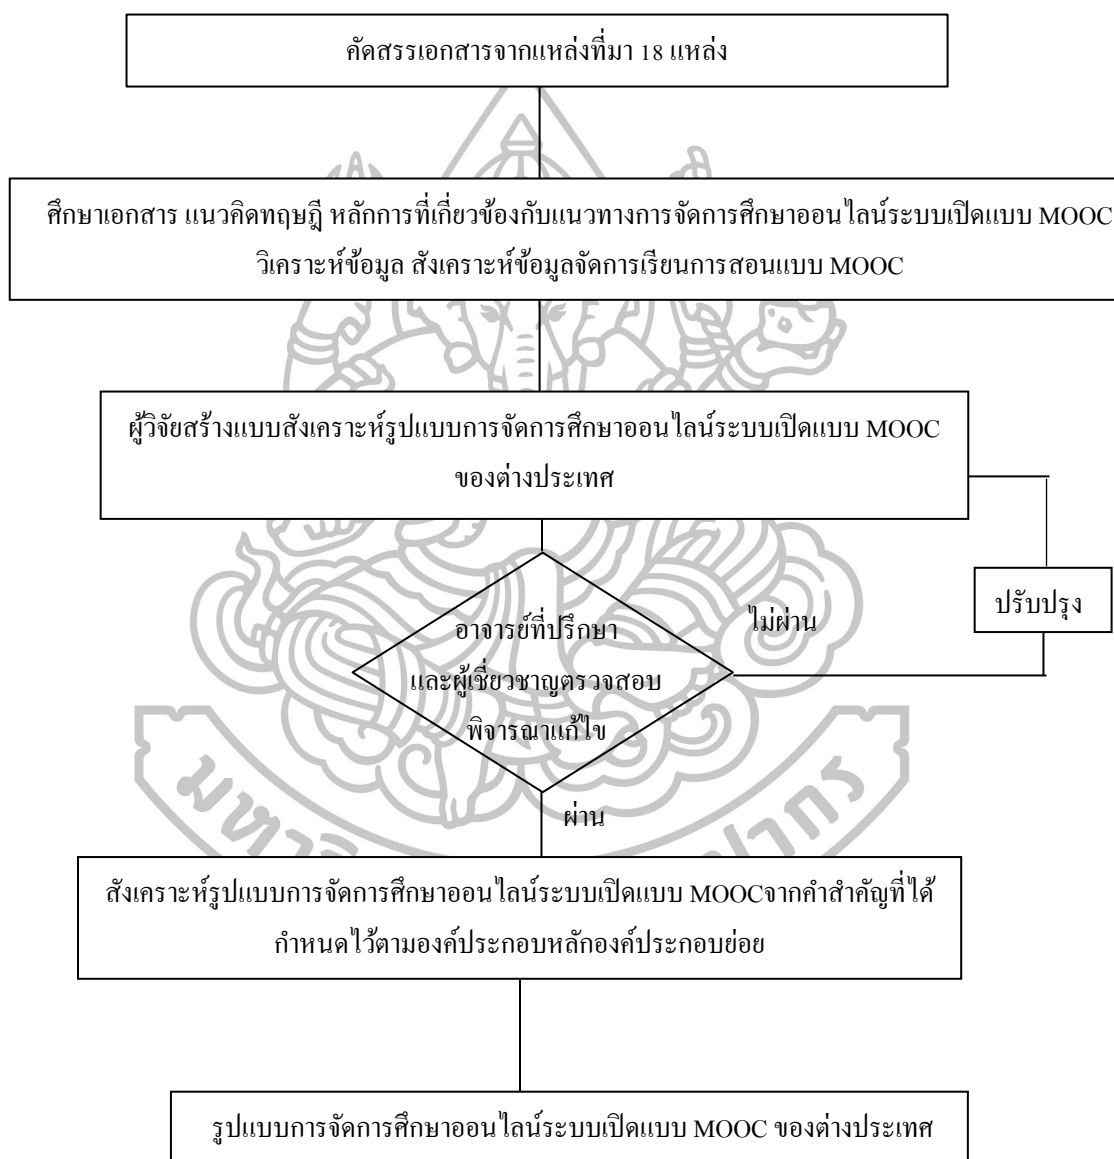 คัดสรรเอกสารจากแหล่งที่มา 18 แหล่ง
ศึกษาเอกสาร แนวคิดทฤษฎี หลักการที่เกี่ยวข้องกับแนวทางการจัดการศึกษาออนไลน์ระบบเปิดแบบ MOOC
วิเคราะห์ข้อมูล สังเคราะห์ข้อมูลจัดการเรียนการสอนแบบ MOOC
ผู้วิจัยสร้างแบบสังเคราะห์รูปแบบการจัดการศึกษาออนไลน์ระบบเปิดแบบ MOOC
ของต่างประเทศ
ปรับปรุง
ไม่ผ่าน
อาจารย์ที่ปรึกษา
และผู้เชี่ยวชาญตรวจสอบ
พิจารณาแก้ไข
ผ่าน
สังเคราะห์รูปแบบการจัดการศึกษาออนไลน์ระบบเปิดแบบ MOOCจากคำสำคัญที่ได้
กำหนดไว้ตามองค์ประกอบหลักองค์ประกอบย่อย
รูปแบบการจัดการศึกษาออนไลน์ระบบเปิดแบบ MOOC ของต่างประเทศ